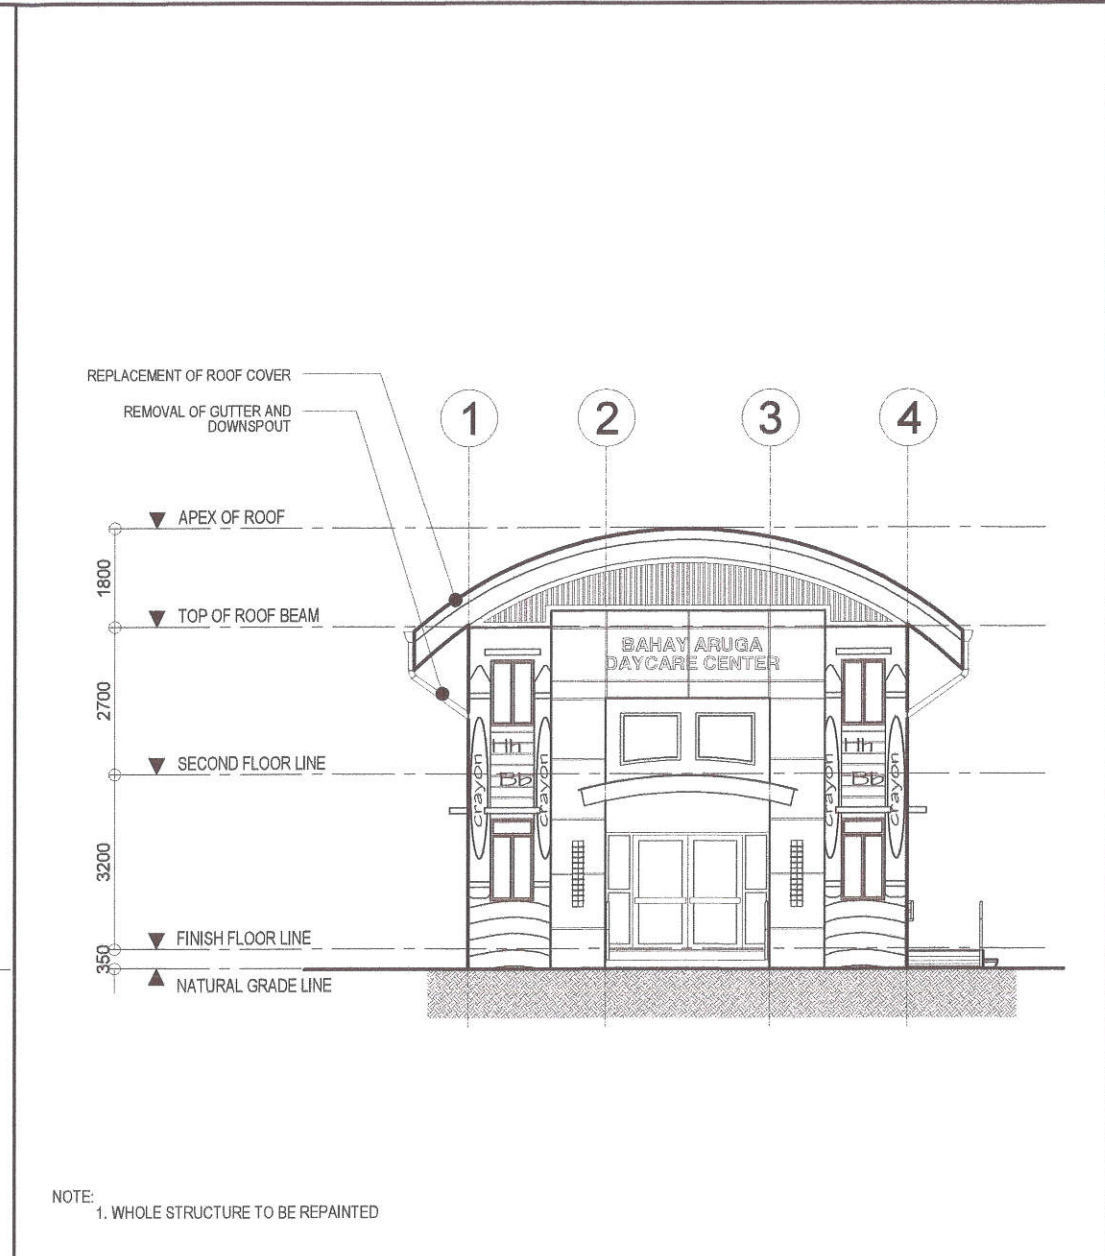 REPLACEMENT OF ROOF COVER
REMOVAL OF GUTTER AND
DOWNSPOUT
1
2
3
4
APEX OF ROOF
1800
TOP OF ROOF BEAM
BAHAY ARUGA
DAYCARE CENTER
2700
Hh
Hh
SECOND FLOOR LINE
Bb
Bb
crayon
crayon
crayon
crayon
3200
FINISH FLOOR LINE
350
NATURAL GRADE LINE
NOTE:
1. WHOLE STRUCTURE TO BE REPAINTED